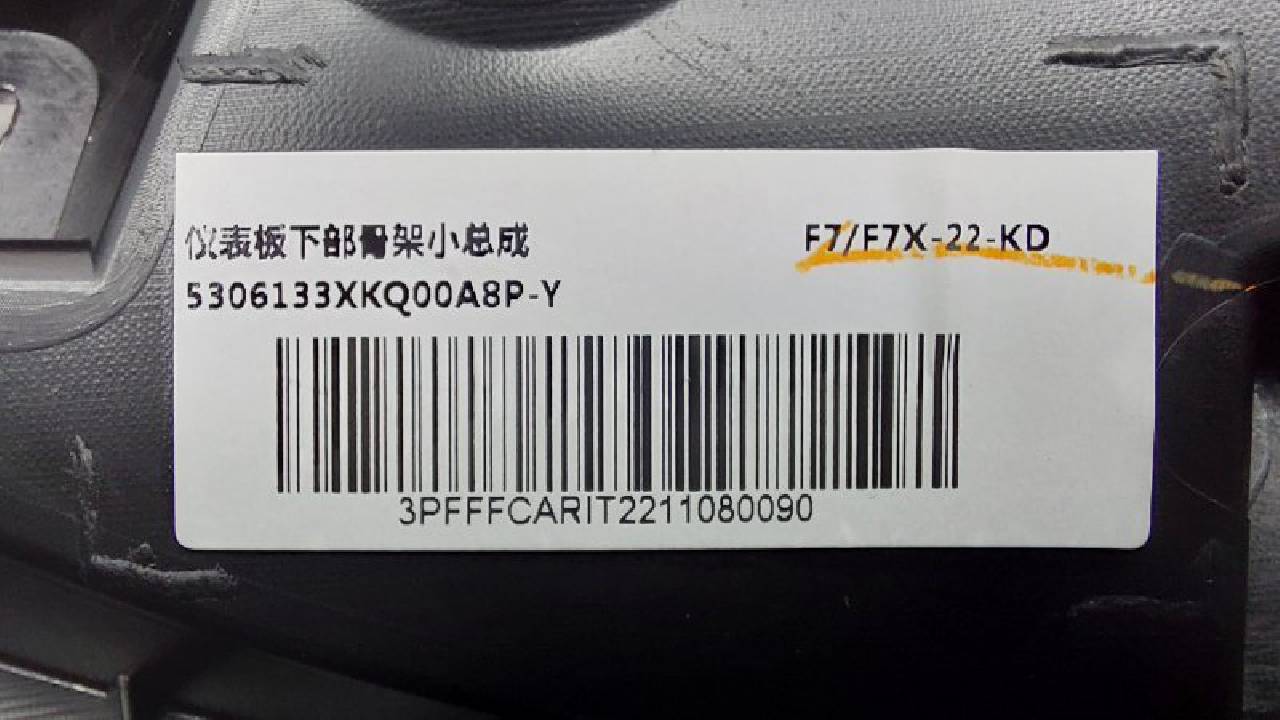 仪表板下部骨架小总成 F7/F7X-22-KD
5306133XKQ00A8P-Y
3PFFFCARIT2211080090